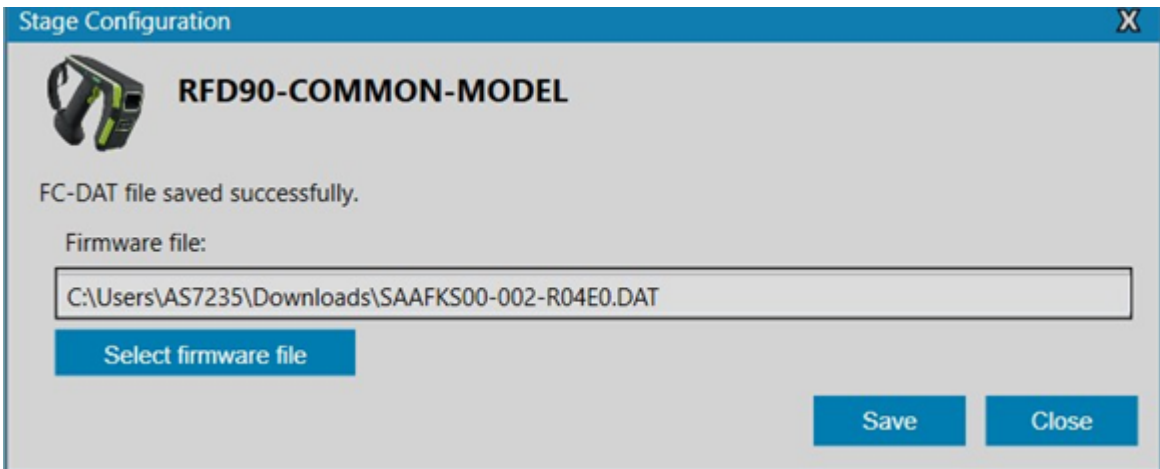 Stage Configuration X
RFD90-COMMON-MODEL
FC-DAT file saved successfully.
Firmware file:
C:\Users\AS7235\Downloads\SAAFKS00-002-R04E0.DAT
Select firmware file
Save Close